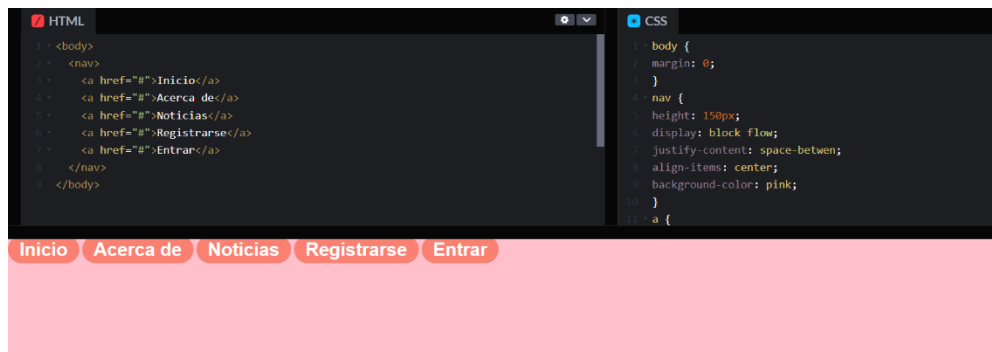 HTML
1 <body>
2 <nav>
3 <a href="#">Inicio</a>
4 <a href="#">Acerca de</a>
5 <a href="#">Noticias</a>
6 <a href="#">Registrarse</a>
7 <a href="#">Entrar</a>
8 </nav>
9 </body>
CSS
1 body {
2 margin: 0;
3 }
4 nav {
5 height: 150px;
6 display: block flow;
7 justify-content: space-betwen;
8 align-items: center;
9 background-color: pink;
10 }
11 a {
Inicio Acerca de Noticias Registrarse Entrar